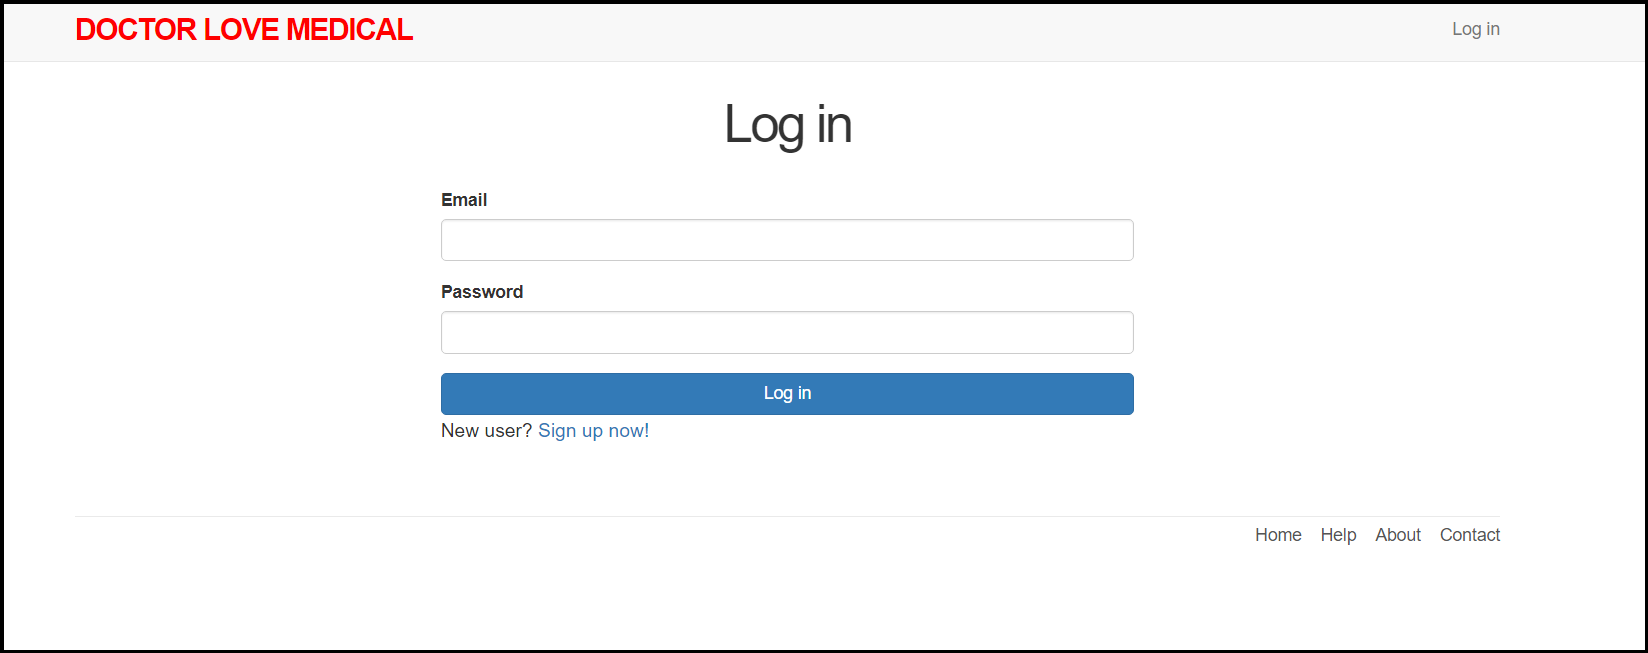 DOCTOR LOVE MEDICAL Log in
Log in
Email
Password
Log in
New user? Sign up now!
Home Help About Contact